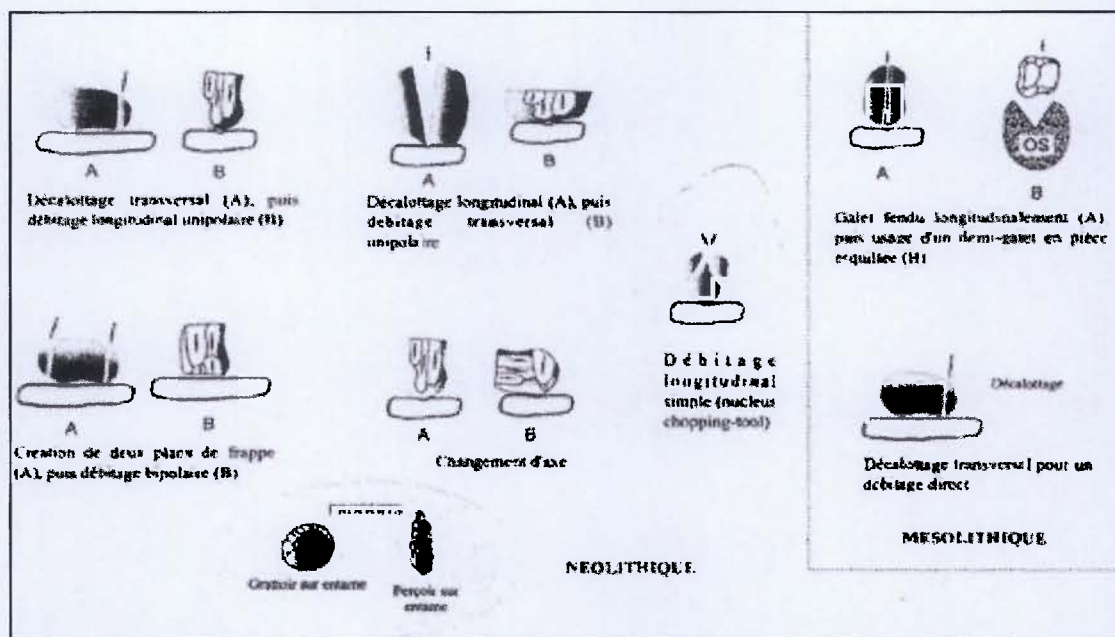 A
B
Décalottage transversal (A), puis
débitage longitudinal unipolaire (B)
A
B
Décalottage longitudinal (A), puis
debitage transversal (B)
unipolaire
A
B
Création de deux plans de frappe
(A), puis débitage bipolaire (B)
A
B
Changement d'axe
Débitage
longitudinal
simple (nucleus
chopping-tool)
Grattoir sur entame
Perçoir sur
entame
NEOLITHIQUE
A
OS
B
Galet fendu longitudinalement (A)
puis usage d'un demi-galet en pièce
esquillée (B)
Décalottage
Décalottage transversal pour un
débitage direct
MESOLITHIQUE